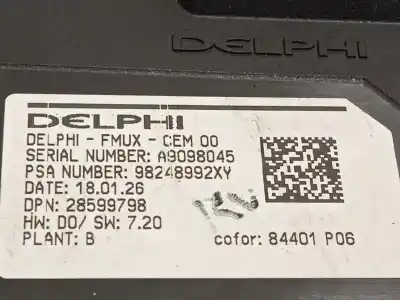 DELPHI
DELPHI
DELPHI - FMUX - CEM 00
SERIAL NUMBER: A9098045
PSA NUMBER: 98248992XY
DATE: 18.01.26
DPN: 28599798
HW: D0/ SW: 7.20
PLANT: B
cofor: 84401 P06